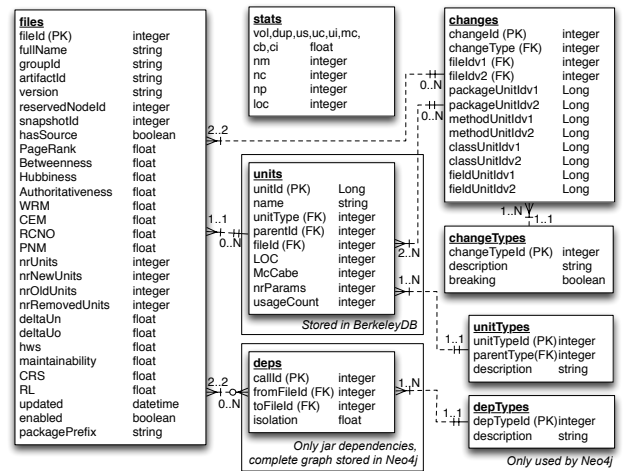 files
fileId (PK) integer
fullName string
groupId string
artifactId string
version string
reservedNodeId integer
snapshotId integer
hasSource boolean
PageRank float
Betweenness float
Hubbiness float
Authoritativeness float
WRM float
CEM float
RCNO float
PNM float
nrUnits integer
nrNewUnits integer
nrOldUnits integer
nrRemovedUnits integer
deltaUn float
deltaUo float
hws float
maintainability float
CRS float
RL float
updated datetime
enabled boolean
packagePrefix string
stats
vol,dup,us,uc,ui,mc,
cb,ci float
nm integer
nc integer
np integer
loc integer
changes
changeId (PK) integer
changeType (FK) integer
fileIdv1 (FK) integer
fileIdv2 (FK) integer
packageUnitIdv1 Long
packageUnitIdv2 Long
methodUnitIdv1 Long
methodUnitIdv2 Long
classUnitIdv1 Long
classUnitIdv2 Long
fieldUnitIdv1 Long
fieldUnitIdv2 Long
0..N
0..N
2..2
units
unitId (PK) Long
name string
unitType (FK) integer
parentId (FK) integer
fileId (FK) integer
LOC integer
McCabe integer
nrParams integer
usageCount integer
Stored in BerkeleyDB
1..1
0..N
2..N
1..N
1..N
1..1
changeTypes
changeTypeId (PK) integer
description string
breaking boolean
unitTypes
unitTypeId (PK) integer
parentType(FK) integer
description string
1..1
deps
callId (PK) integer
fromFileId (FK) integer
toFileId (FK) integer
isolation float
Only jar dependencies,
complete graph stored in Neo4j
2..2
0..N
1..N
1..1
depTypes
depTypeId (PK) integer
description string
Only used by Neo4j